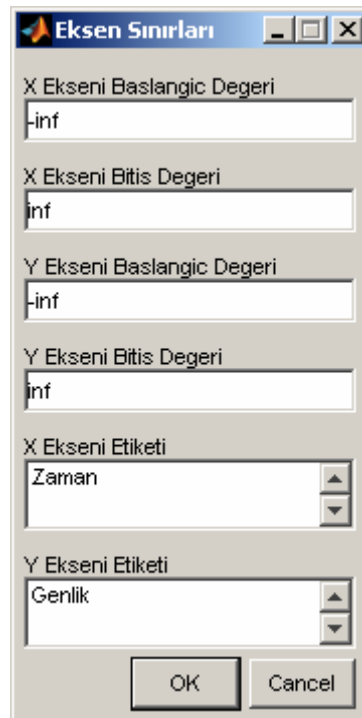 Eksen Sınırları
X Ekseni Baslangic Degeri
-inf
X Ekseni Bitis Degeri
inf
Y Ekseni Baslangic Degeri
-inf
Y Ekseni Bitis Degeri
inf
X Ekseni Etiketi
Zaman
Y Ekseni Etiketi
Genlik
OK Cancel